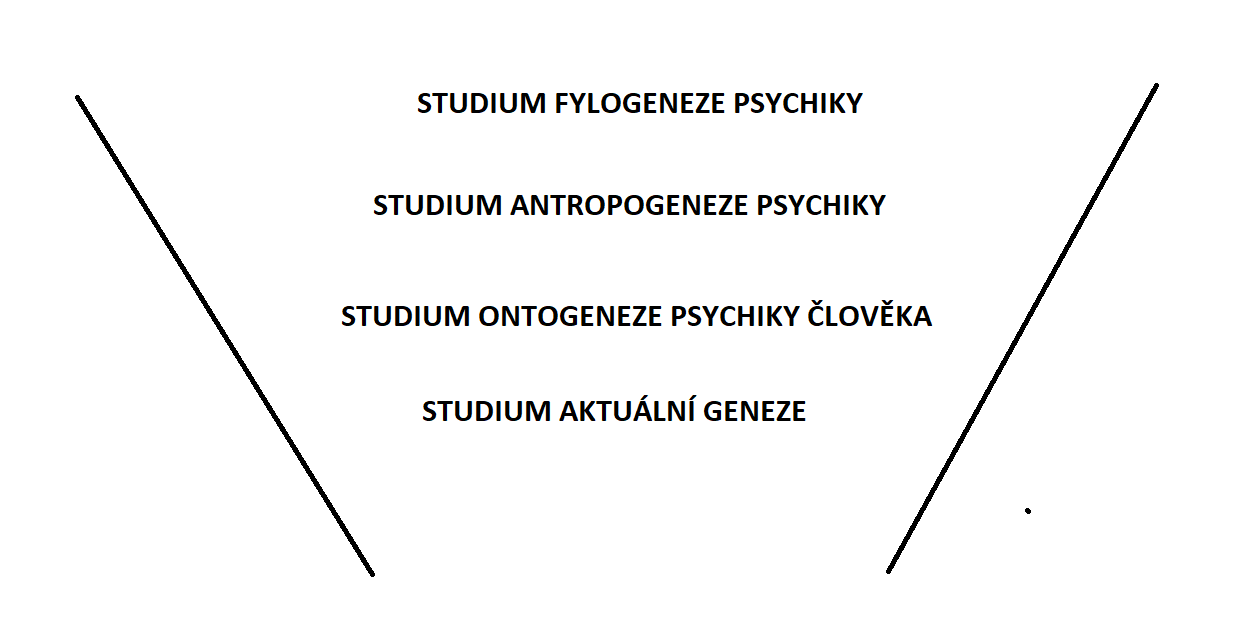 STUDIUM FYLOGENEZE PSYCHIKY
STUDIUM ANTROPOGENEZE PSYCHIKY
STUDIUM ONTOGENEZE PSYCHIKY ČLOVĚKA
STUDIUM AKTUÁLNÍ GENEZE